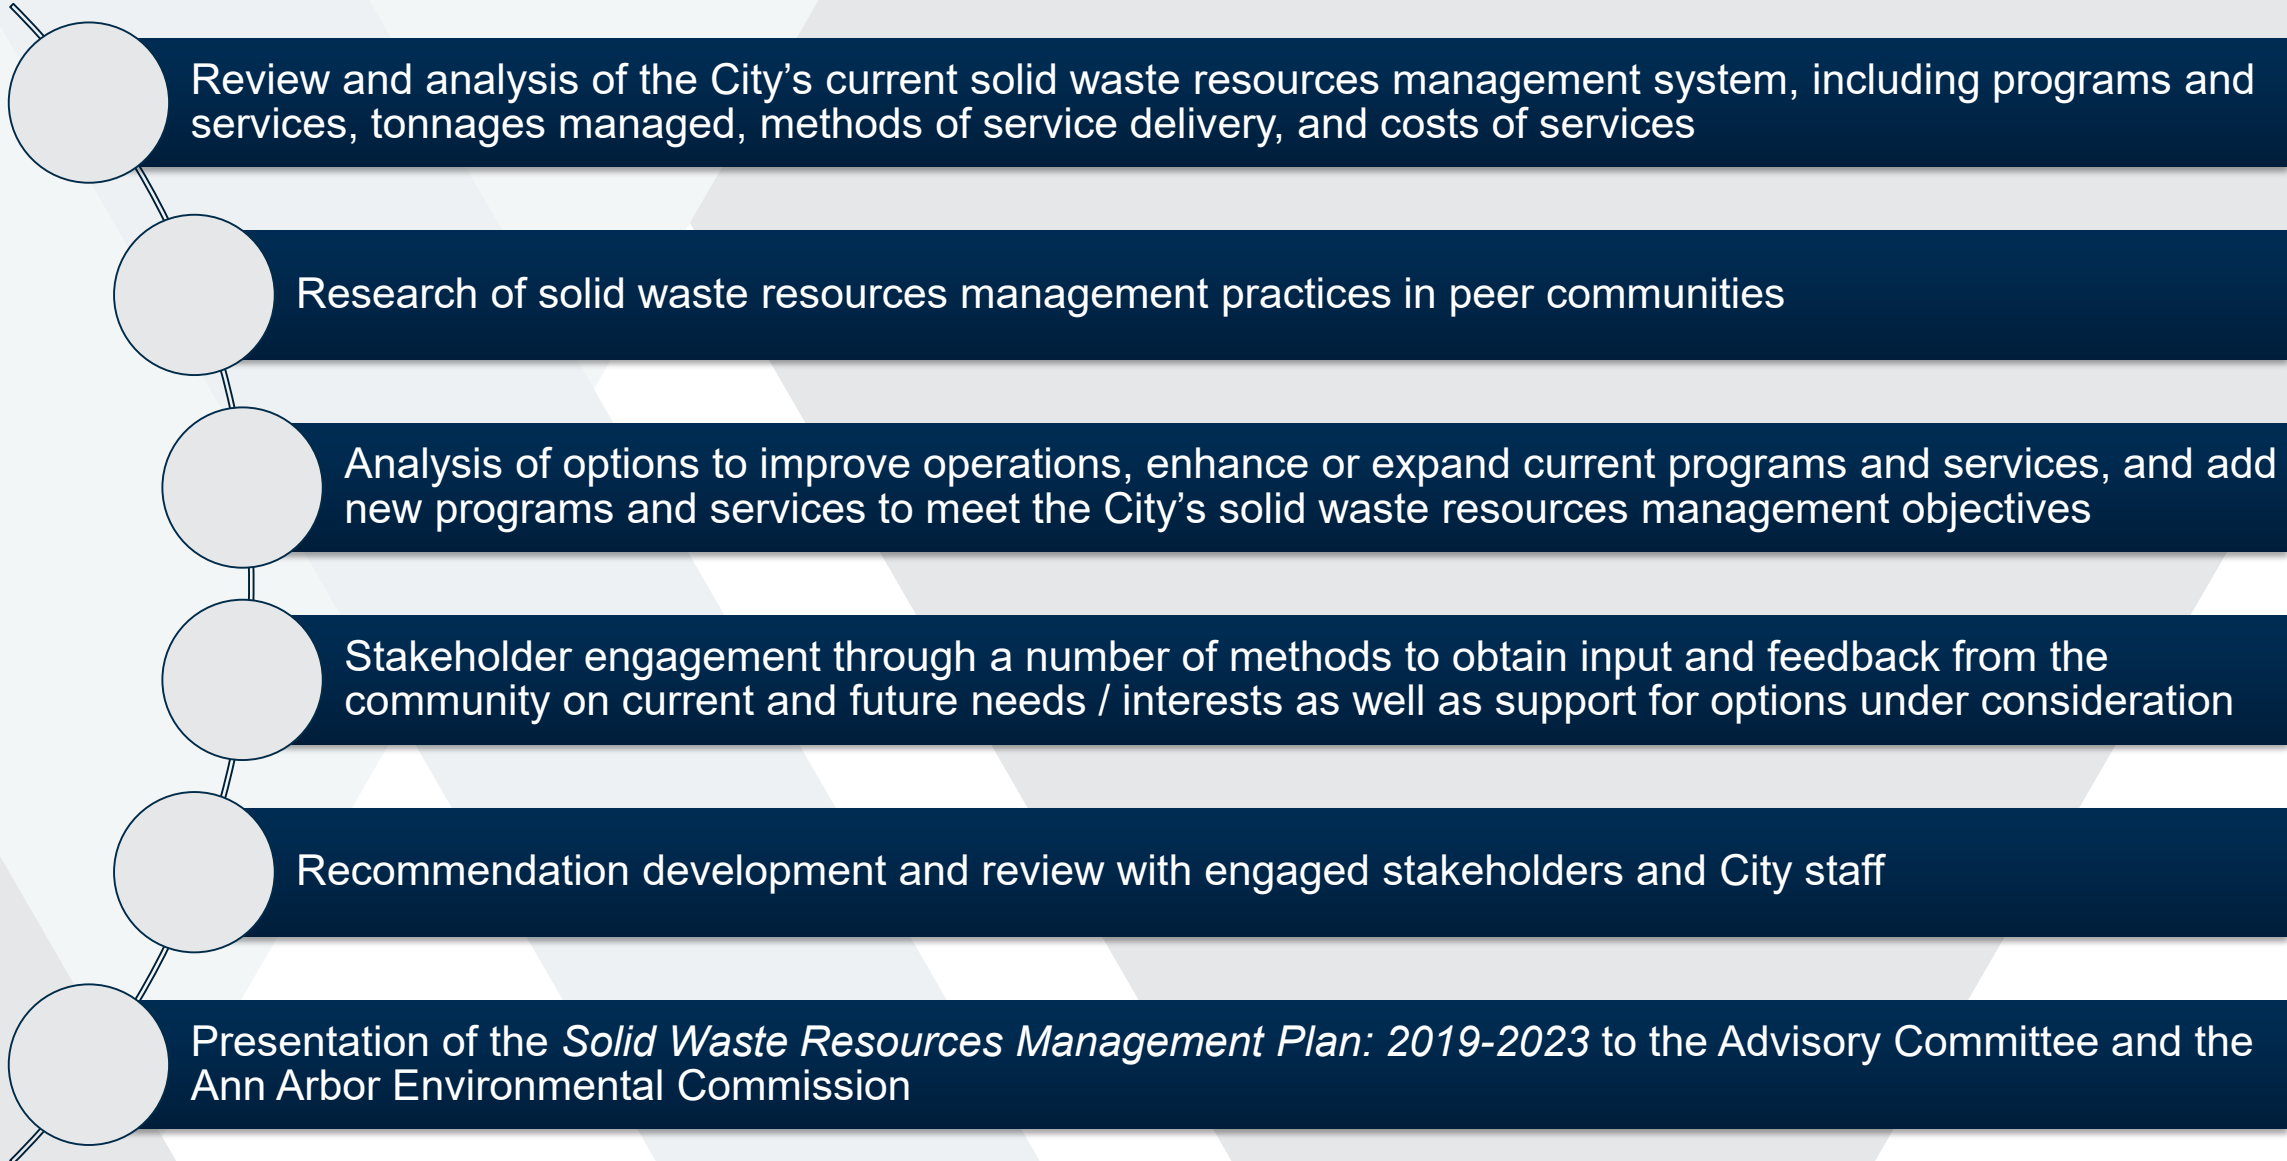 Review and analysis of the City’s current solid waste resources management system, including programs and
services, tonnages managed, methods of service delivery, and costs of services
Research of solid waste resources management practices in peer communities
Analysis of options to improve operations, enhance or expand current programs and services, and add
new programs and services to meet the City’s solid waste resources management objectives
Stakeholder engagement through a number of methods to obtain input and feedback from the
community on current and future needs / interests as well as support for options under consideration
Recommendation development and review with engaged stakeholders and City staff
Presentation of the Solid Waste Resources Management Plan: 2019-2023 to the Advisory Committee and the
Ann Arbor Environmental Commission